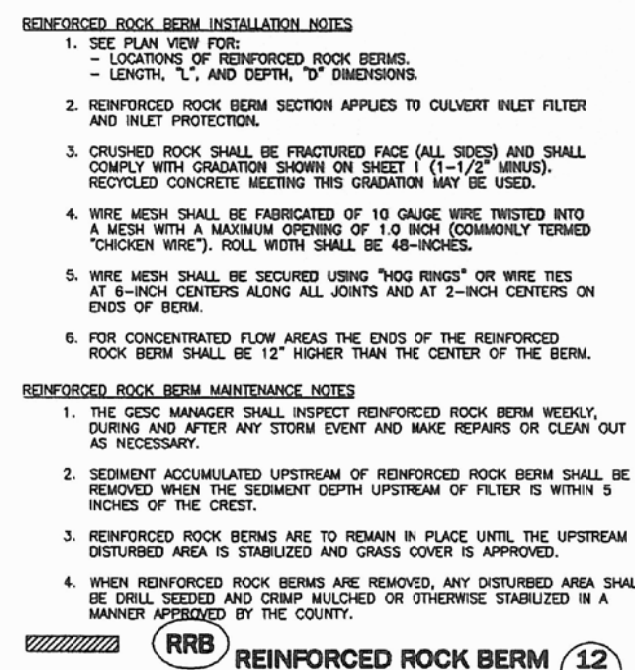 REINFORCED ROCK BERM INSTALLATION NOTES
1. SEE PLAN VIEW FOR:
– LOCATIONS OF REINFORCED ROCK BERMS.
– LENGTH, "L", AND DEPTH, "D" DIMENSIONS.
2. REINFORCED ROCK BERM SECTION APPLIES TO CULVERT INLET FILTER
AND INLET PROTECTION.
3. CRUSHED ROCK SHALL BE FRACTURED FACE (ALL SIDES) AND SHALL
COMPLY WITH GRADATION SHOWN ON SHEET 1 (1-1/2" MINUS).
RECYCLED CONCRETE MEETING THIS GRADATION MAY BE USED.
4. WIRE MESH SHALL BE FABRICATED OF 10 GAUGE WIRE TWISTED INTO
A MESH WITH A MAXIMUM OPENING OF 1.0 INCH (COMMONLY TERMED
"CHICKEN WIRE"). ROLL WIDTH SHALL BE 48-INCHES.
5. WIRE MESH SHALL BE SECURED USING "HOG RINGS" OR WIRE TIES
AT 6-INCH CENTERS ALONG ALL JOINTS AND AT 2-INCH CENTERS ON
ENDS OF BERM.
6. FOR CONCENTRATED FLOW AREAS THE ENDS OF THE REINFORCED
ROCK BERM SHALL BE 12" HIGHER THAN THE CENTER OF THE BERM.
REINFORCED ROCK BERM MAINTENANCE NOTES
1. THE GESC MANAGER SHALL INSPECT REINFORCED ROCK BERM WEEKLY,
DURING AND AFTER ANY STORM EVENT AND MAKE REPAIRS OR CLEAN OUT
AS NECESSARY.
2. SEDIMENT ACCUMULATED UPSTREAM OF REINFORCED ROCK BERM SHALL BE
REMOVED WHEN THE SEDIMENT DEPTH UPSTREAM OF FILTER IS WITHIN 5
INCHES OF THE CREST.
3. REINFORCED ROCK BERMS ARE TO REMAIN IN PLACE UNTIL THE UPSTREAM
DISTURBED AREA IS STABILIZED AND GRASS COVER IS APPROVED.
4. WHEN REINFORCED ROCK BERMS ARE REMOVED, ANY DISTURBED AREA SHAL
BE DRILL SEEDED AND CRIMP MULCHED OR OTHERWISE STABILIZED IN A
MANNER APPROVED BY THE COUNTY.
RRB REINFORCED ROCK BERM 12